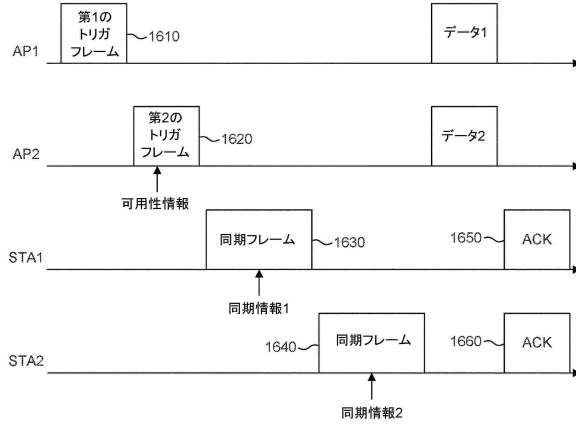 第1の
トリガ
フレーム
1610
データ1
AP1
第2の
トリガ
フレーム
1620
データ2
AP2
可用性情報
同期フレーム
1630
1650
ACK
STA1
同期情報1
1640
同期フレーム
1660
ACK
STA2
同期情報2